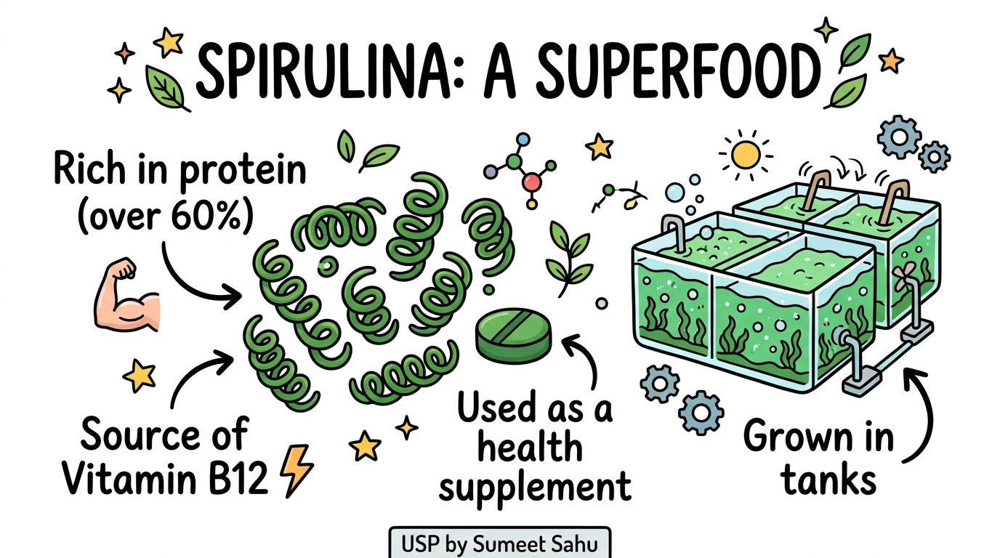 SPIRULINA: A SUPERFOOD
Rich in protein
(over 60%)
Source of
Vitamin B12
Used as a
health
supplement
Grown in
tanks
USP by Sumeet Sahu